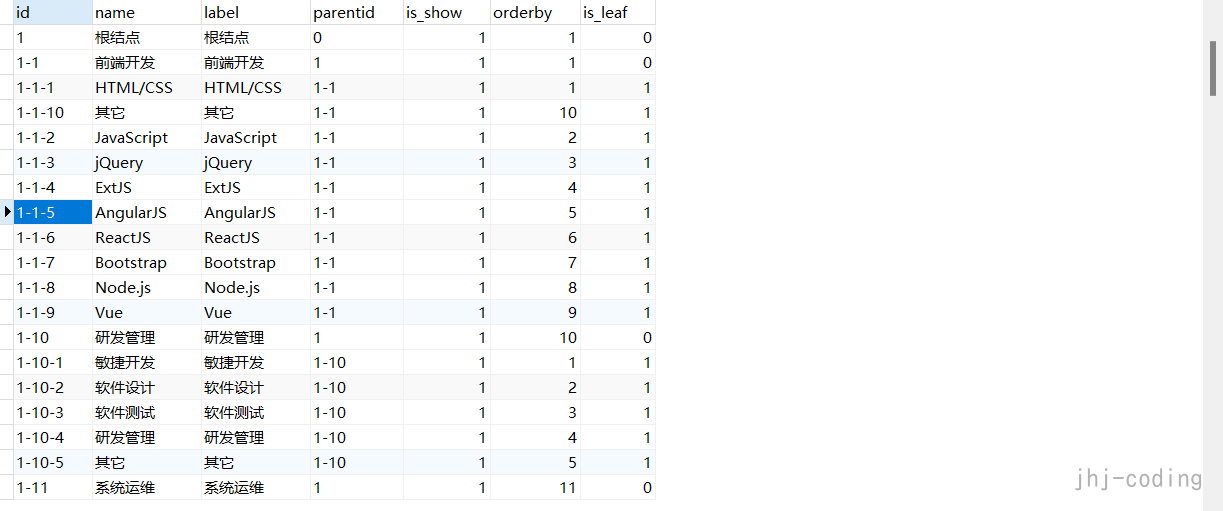 id name label parentid is_show orderby is_leaf
1 根结点 根结点 0 1 1 0
1-1 前端开发 前端开发 1 1 1 0
1-1-1 HTML/CSS HTML/CSS 1-1 1 1 1
1-1-10 其它 其它 1-1 1 10 1
1-1-2 JavaScript JavaScript 1-1 1 2 1
1-1-3 jQuery jQuery 1-1 1 3 1
1-1-4 ExtJS ExtJS 1-1 1 4 1
1-1-5 AngularJS AngularJS 1-1 1 5 1
1-1-6 ReactJS ReactJS 1-1 1 6 1
1-1-7 Bootstrap Bootstrap 1-1 1 7 1
1-1-8 Node.js Node.js 1-1 1 8 1
1-1-9 Vue Vue 1-1 1 9 1
1-10 研发管理 研发管理 1 1 10 0
1-10-1 敏捷开发 敏捷开发 1-10 1 1 1
1-10-2 软件设计 软件设计 1-10 1 2 1
1-10-3 软件测试 软件测试 1-10 1 3 1
1-10-4 研发管理 研发管理 1-10 1 4 1
1-10-5 其它 其它 1-10 1 5 1
1-11 系统运维 系统运维 1 1 11 0
jhj-coding